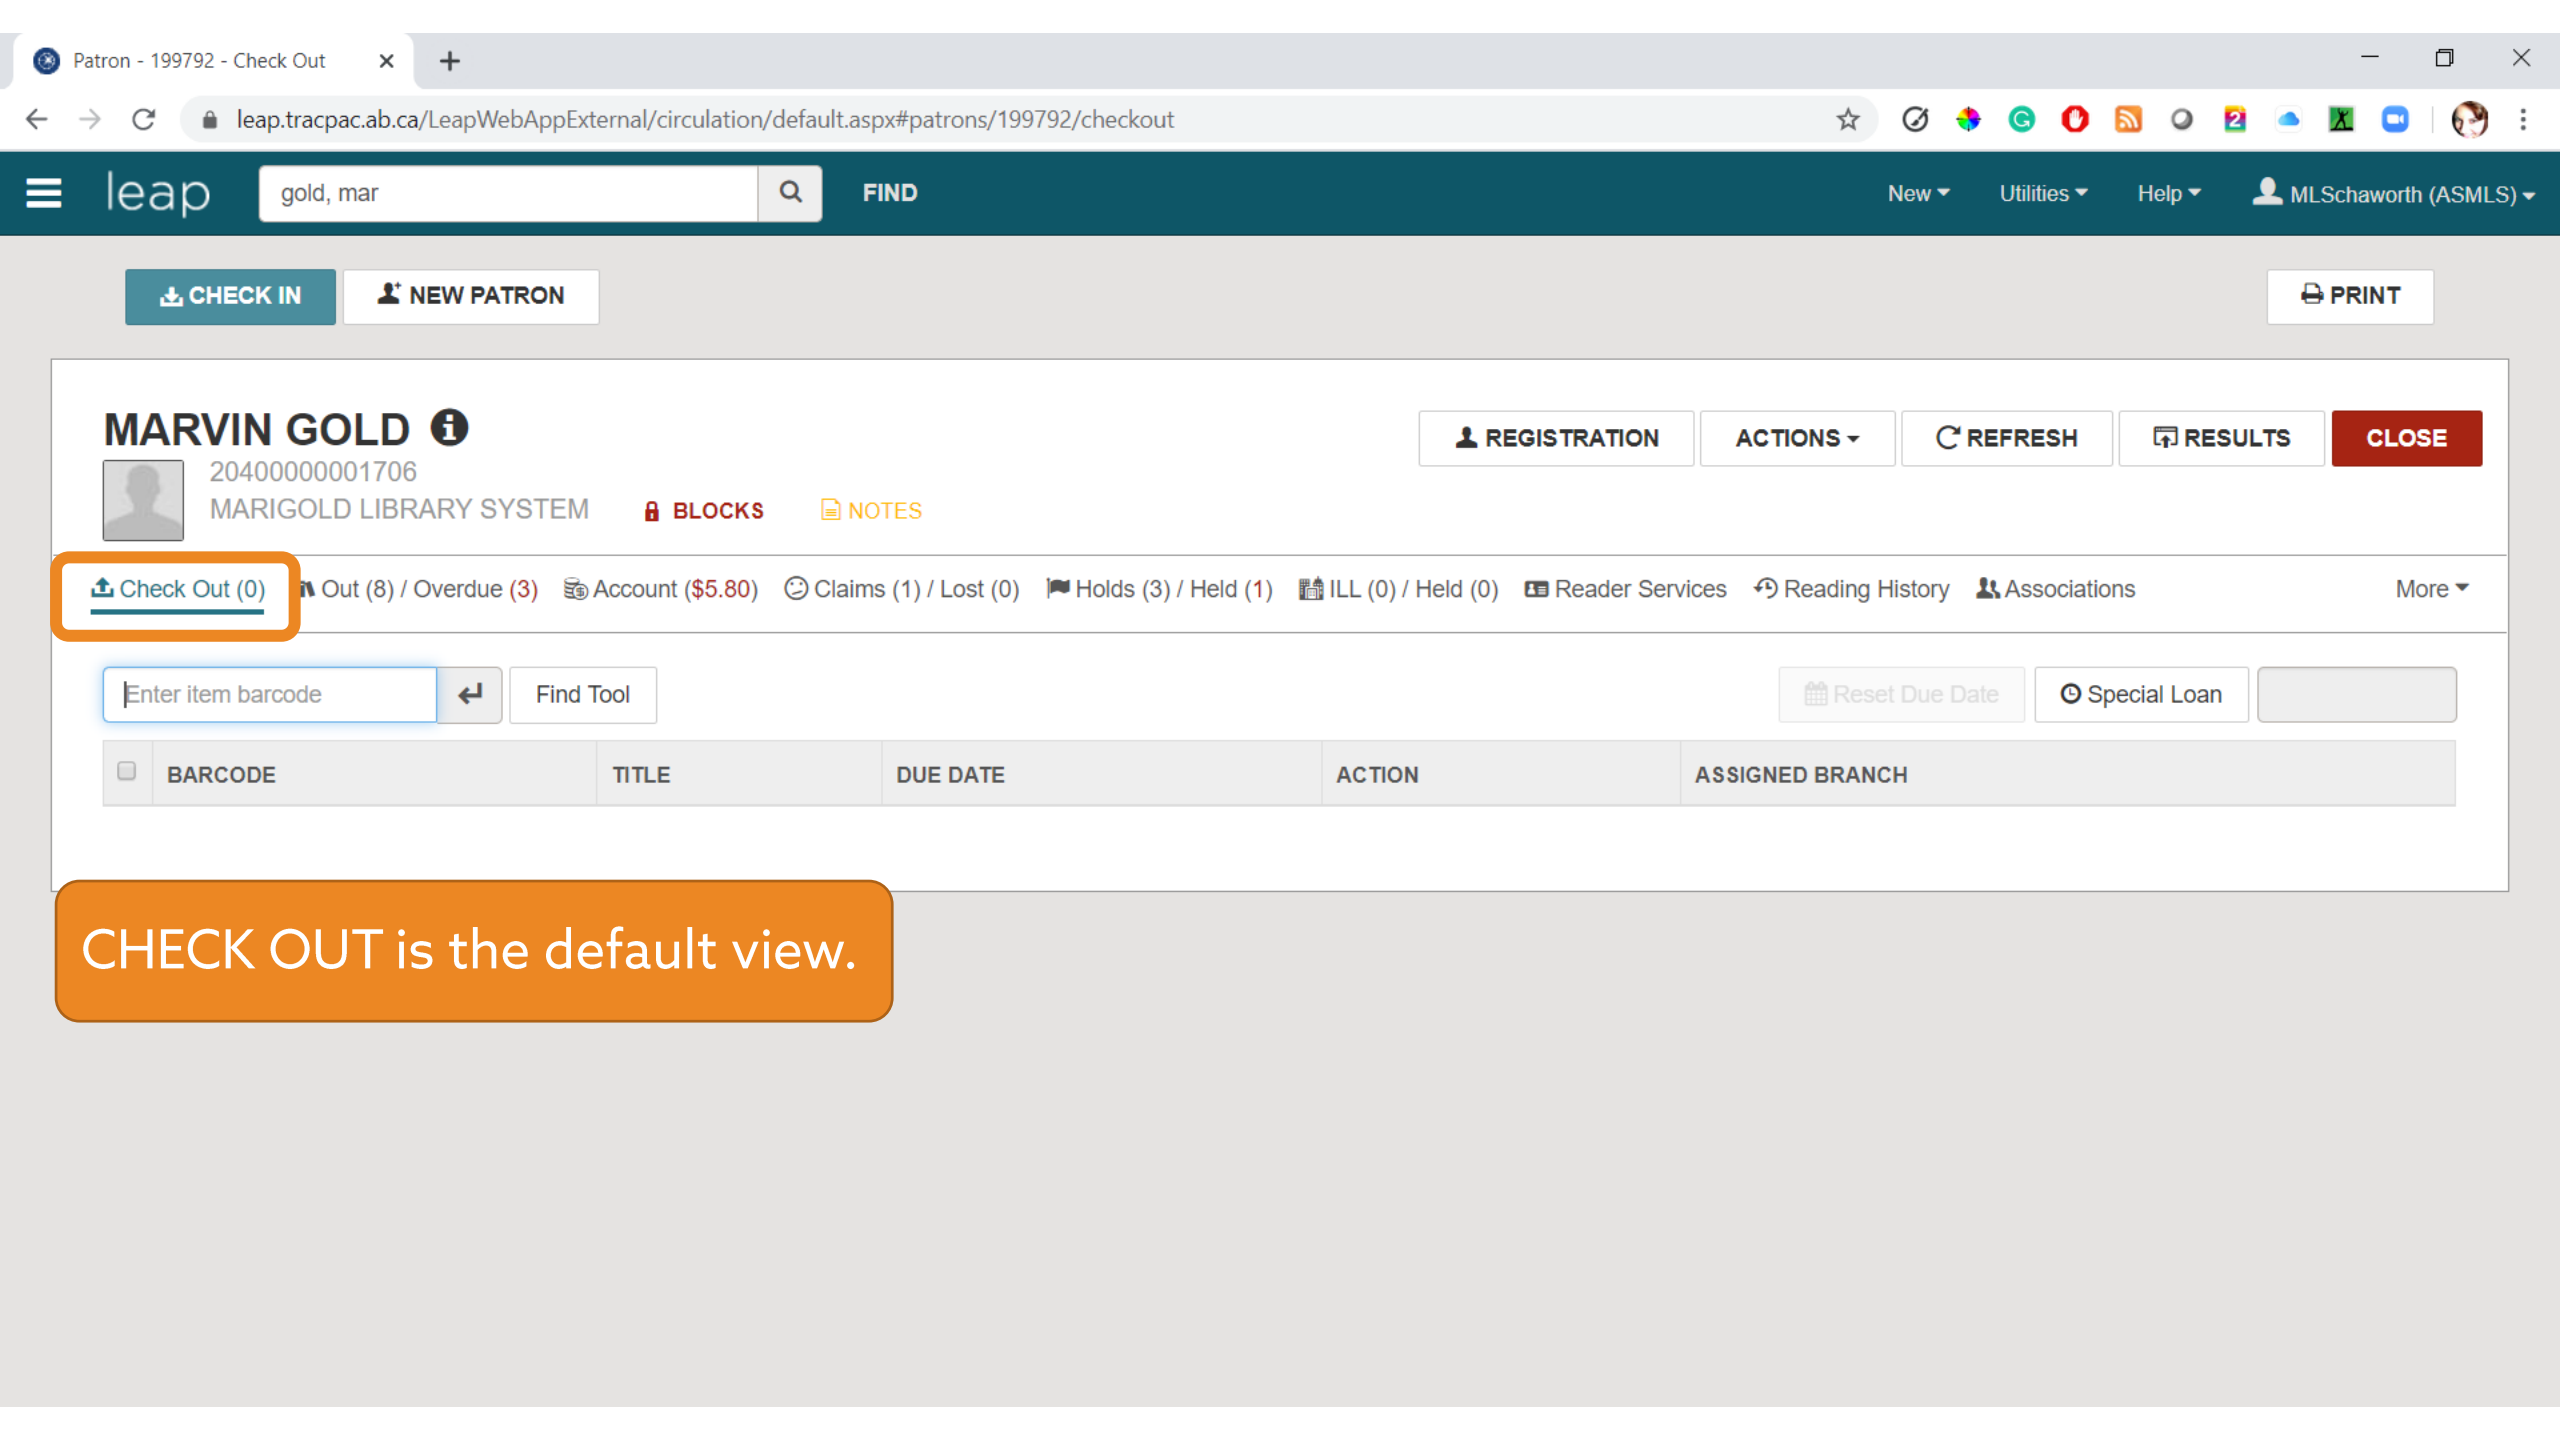 Patron - 199792 - Check Out
leap.tracpac.ab.ca/LeapWebAppExternal/circulation/default.aspx#patrons/199792/checkout
leap gold, mar FIND New Utilities Help MLSchaworth (ASMLS)
CHECK IN NEW PATRON PRINT
MARVIN GOLD REGISTRATION ACTIONS REFRESH RESULTS CLOSE
20400000001706
MARIGOLD LIBRARY SYSTEM BLOCKS NOTES
Check Out (0) Out (8) / Overdue (3) Account ($5.80) Claims (1) / Lost (0) Holds (3) / Held (1) ILL (0) / Held (0) Reader Services Reading History Associations More
Enter item barcode Find Tool Reset Due Date Special Loan
BARCODE TITLE DUE DATE ACTION ASSIGNED BRANCH
CHECK OUT is the default view.